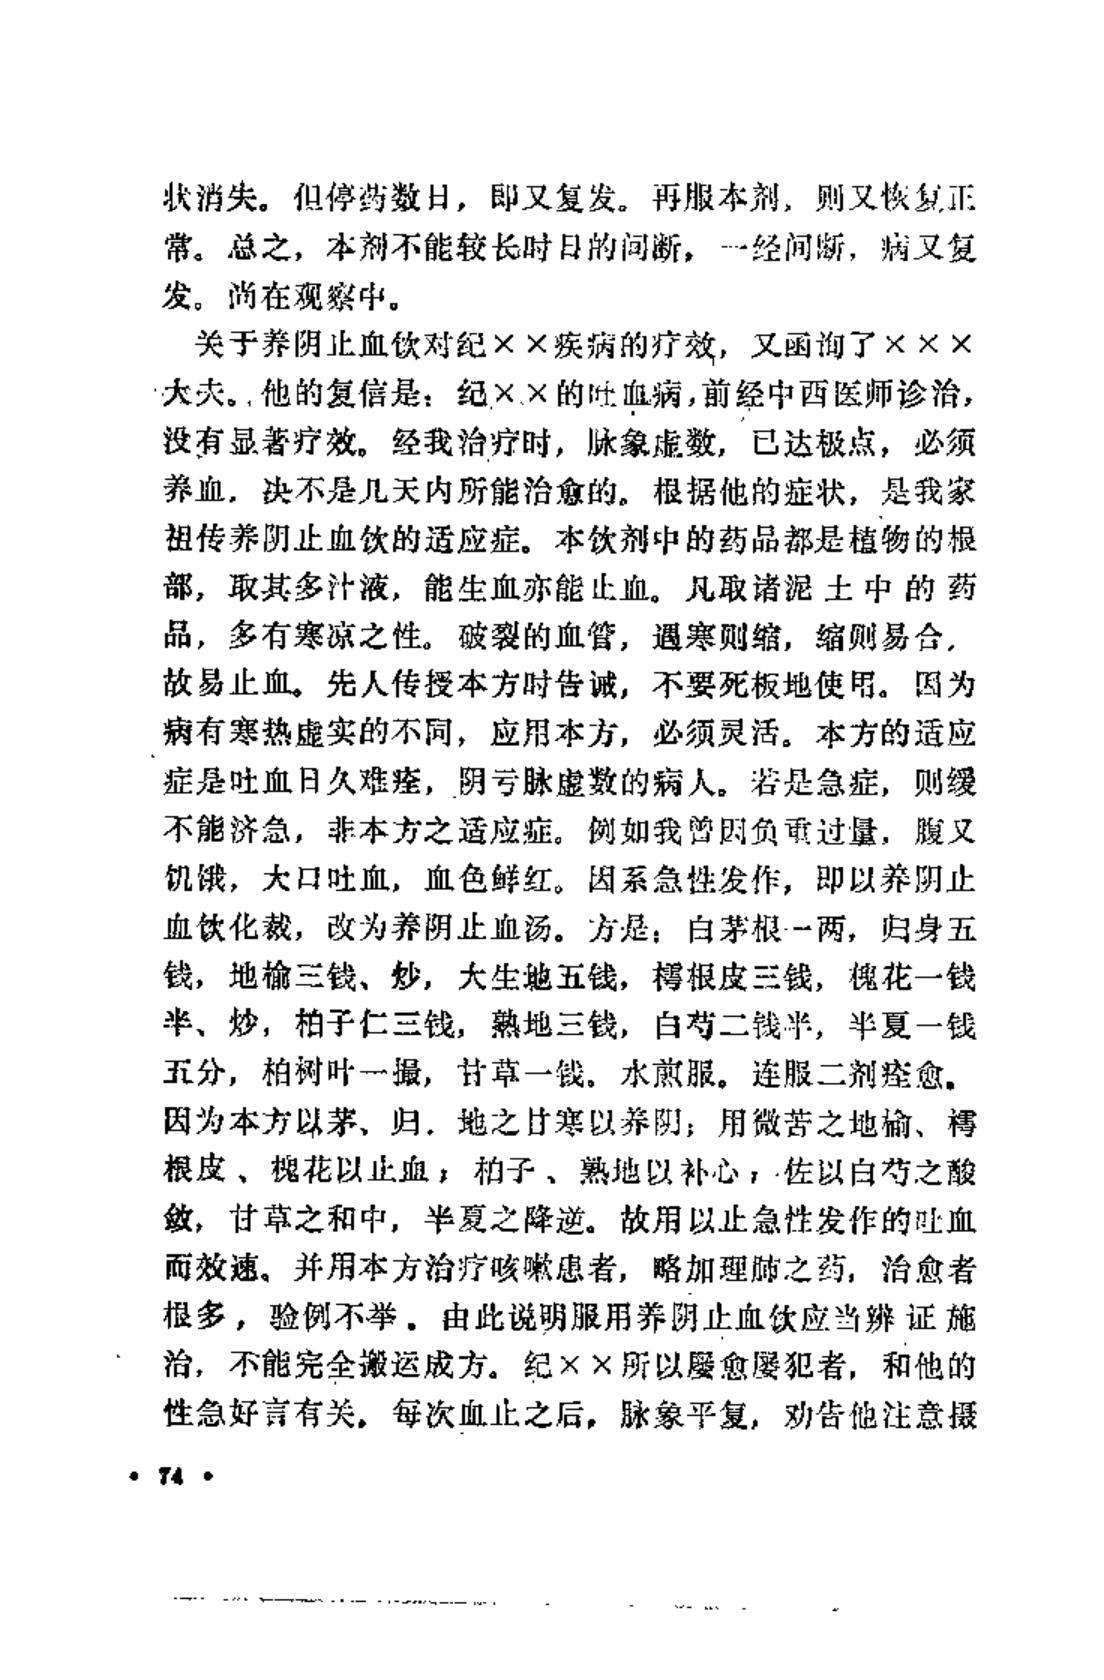 状消失。但停药数日，即又复发。再服本剂，则又恢复正
常。总之，本剂不能较长时日的间断，一经间断，病又复
发。尚在观察中。
关于养阴止血饮对纪××疾病的疗效，又函询了×××
大夫。他的复信是：纪××的吐血病，前经中西医师诊治，
没有显著疗效。经我治疗时，脉象虚数，已达极点，必须
养血．决不是几天内所能治愈的。根据他的症状，是我家
祖传养阴止血饮的适应症。本饮剂中的药品都是植物的根
部，取其多汁液，能生血亦能止血。凡取诸泥土中的药
品，多有寒凉之性。破裂的血管，遇寒则缩，缩则易合，
故易止血。先人传授本方时告诫，不要死板地使用。因为
病有寒热虚实的不同，应用本方，必须灵活。本方的适应
症是吐血日久难痊，阴亏脉虚数的病人。若是急症，则缓
不能济急，非本方之适应症。例如我曾因负重过量，腹又
饥饿，大口吐血，血色鲜红。因系急性发作，即以养阴止
血饮化裁，改为养阴止血汤。方是：白茅根一两，归身五
钱，地榆三钱、炒，大生地五钱，樗根皮三钱，槐花一钱
半、炒，柏子仁三钱，熟地三钱，白芍二钱半，半夏一钱
五分，柏树叶一撮，甘草一钱。水煎服。连服二剂痊愈。
因为本方以茅、归．地之甘寒以养阴；用微苦之地榆、樗
根皮、槐花以止血；柏子、熟地以补心；佐以白芍之酸
敛，甘草之和中，半夏之降逆。故用以止急性发作的吐血
而效速。并用本方治疗咳嗽患者，略加理肺之药，治愈者
根多，验例不举。由此说明服用养阴止血饮应当辨证施
治，不能完全搬运成方。纪××所以屡愈屡犯者，和他的
性急好言有关。每次血止之后，脉象平复，劝告他注意摄
• 74 •